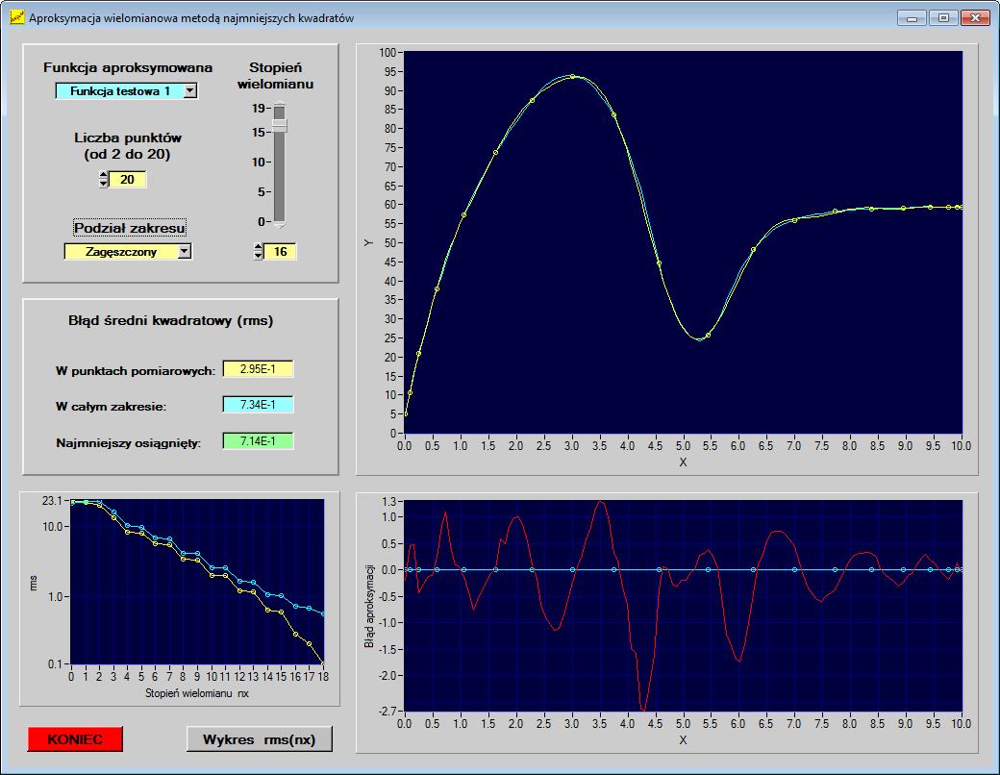 Aproksymacja wielomianowa metodą najmniejszych kwadratów
Funkcja aproksymowana
Funkcja testowa 1
Stopień
wielomianu
19
15
10
5
0
16
Liczba punktów
(od 2 do 20)
20
Podział zakresu
Zagęszczony
Błąd średni kwadratowy (rms)
W punktach pomiarowych: 2.95E-1
W całym zakresie: 7.34E-1
Najmniejszy osiągnięty: 7.14E-1
100
95
90
85
80
75
70
65
60
55
50
45
40
35
30
25
20
15
10
5
0
Y
0.0 0.5 1.0 1.5 2.0 2.5 3.0 3.5 4.0 4.5 5.0 5.5 6.0 6.5 7.0 7.5 8.0 8.5 9.0 9.5 10.0
X
23.1
10.0
1.0
0.1
rms
0 1 2 3 4 5 6 7 8 9 10 11 12 13 14 15 16 17 18
Stopień wielomianu nx
1.3
1.0
0.5
0.0
-0.5
-1.0
-1.5
-2.0
-2.7
Błąd aproksymacji
0.0 0.5 1.0 1.5 2.0 2.5 3.0 3.5 4.0 4.5 5.0 5.5 6.0 6.5 7.0 7.5 8.0 8.5 9.0 9.5 10.0
X
KONIEC
Wykres rms(nx)